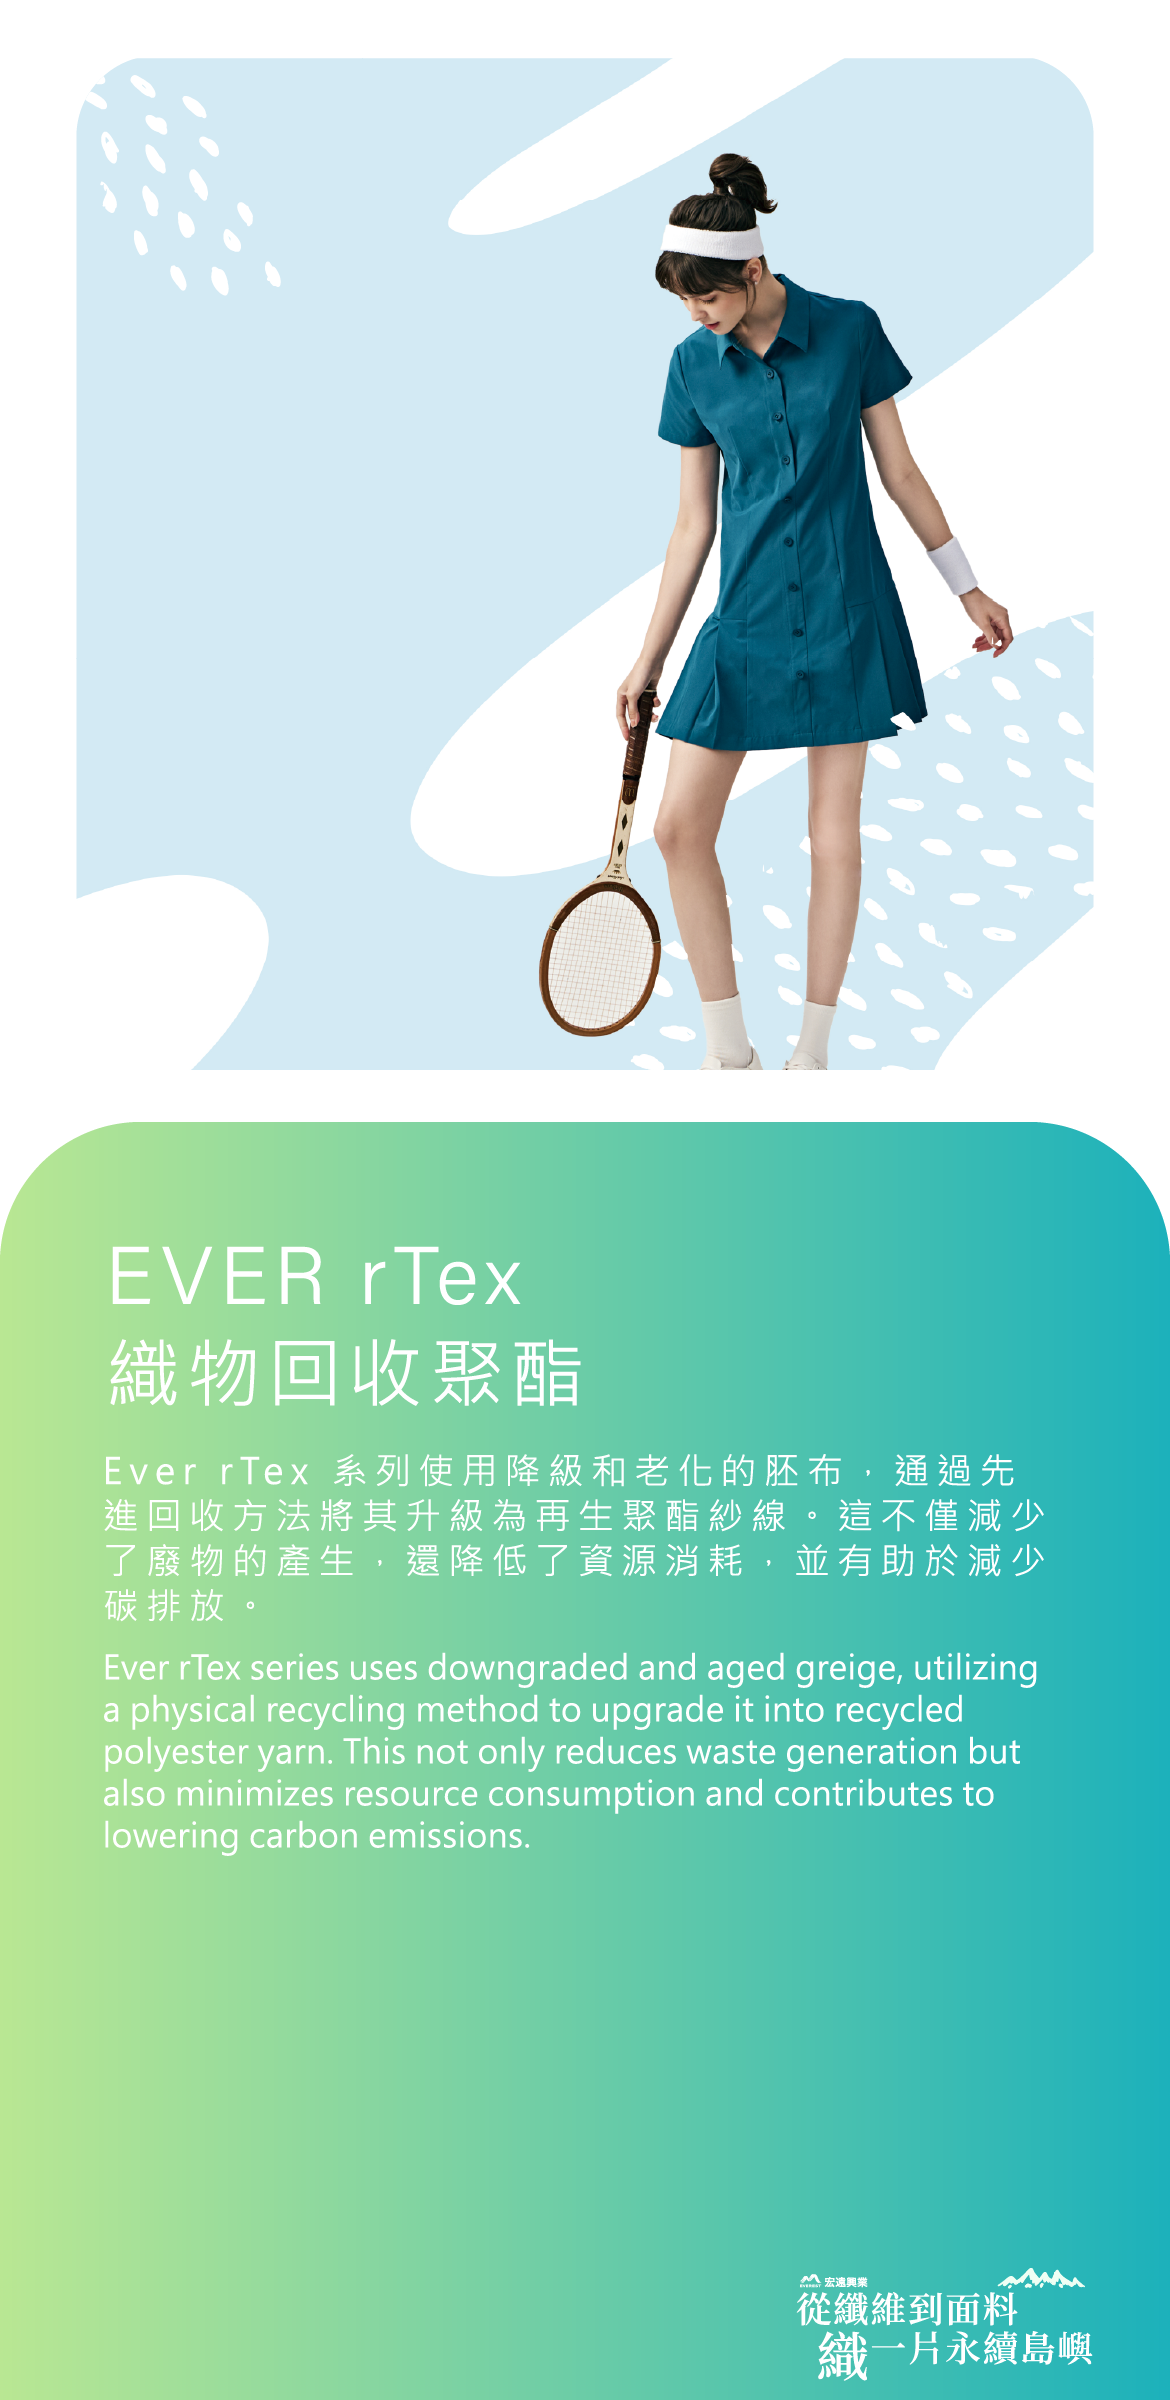 EVER rTex
織物回收聚酯
Ever rTex 系列使用降級和老化的胚布，通過先
進回收方法將其升級為再生聚酯紗線。這不僅減少
了廢物的產生，還降低了資源消耗，並有助於減少
碳排放。
Ever rTex series uses downgraded and aged greige, utilizing
a physical recycling method to upgrade it into recycled
polyester yarn. This not only reduces waste generation but
also minimizes resource consumption and contributes to
lowering carbon emissions.
宏遠興業
從纖維到面料
織一片永續島嶼